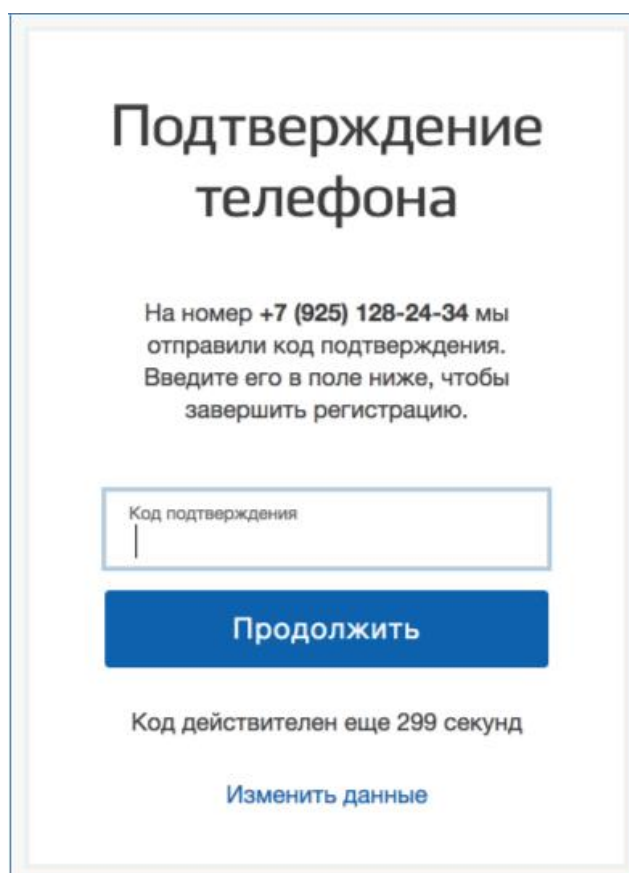 Подтверждение
телефона
На номер +7 (925) 128-24-34 мы
отправили код подтверждения.
Введите его в поле ниже, чтобы
завершить регистрацию.
Код подтверждения
Продолжить
Код действителен еще 299 секунд
Изменить данные